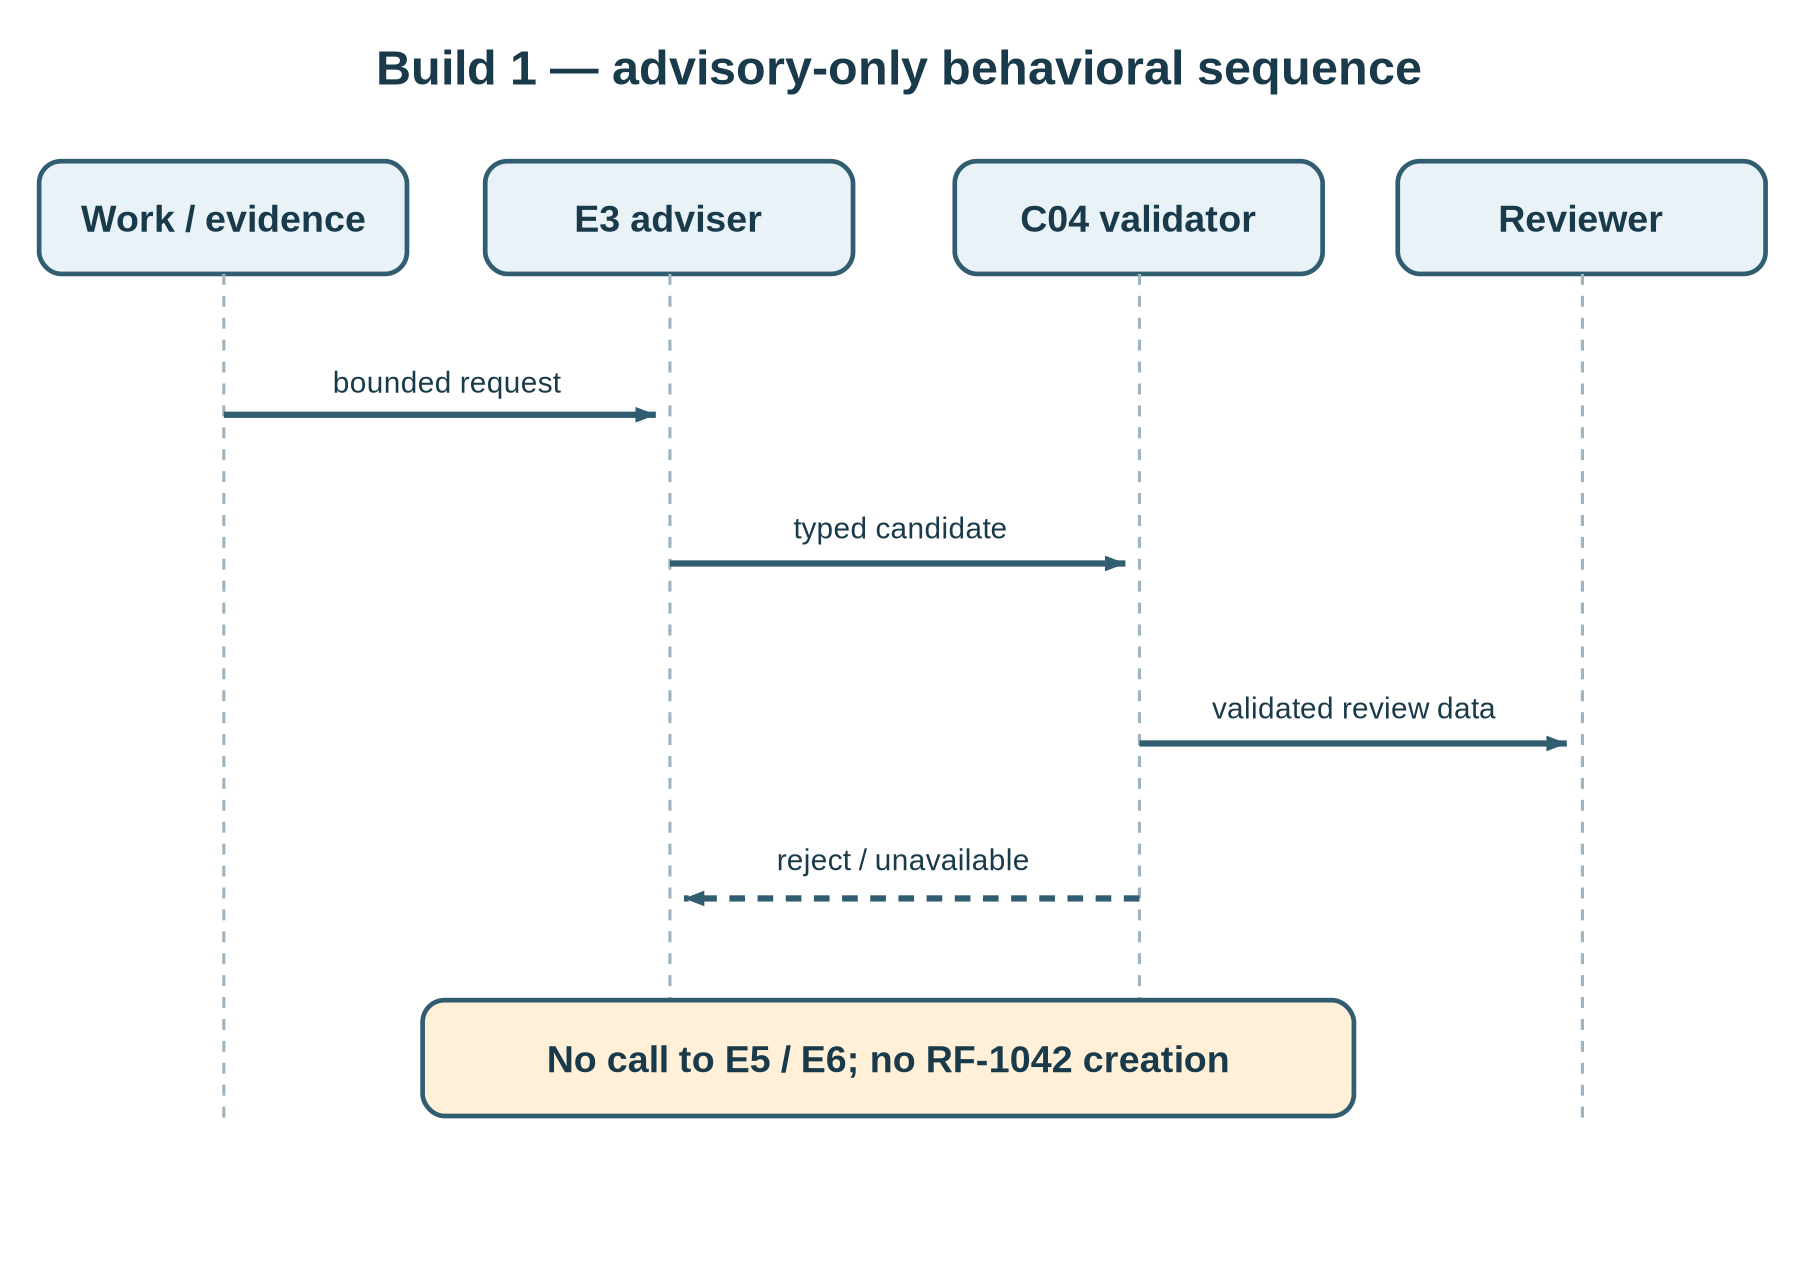 Build 1 — advisory-only behavioral sequence
Work / evidence
E3 adviser
C04 validator
Reviewer
bounded request
typed candidate
validated review data
reject / unavailable
No call to E5 / E6; no RF-1042 creation